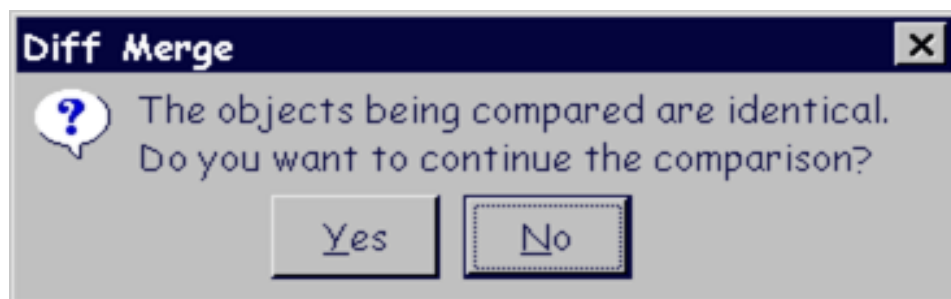 Diff Merge
The objects being compared are identical.
Do you want to continue the comparison?
Yes No